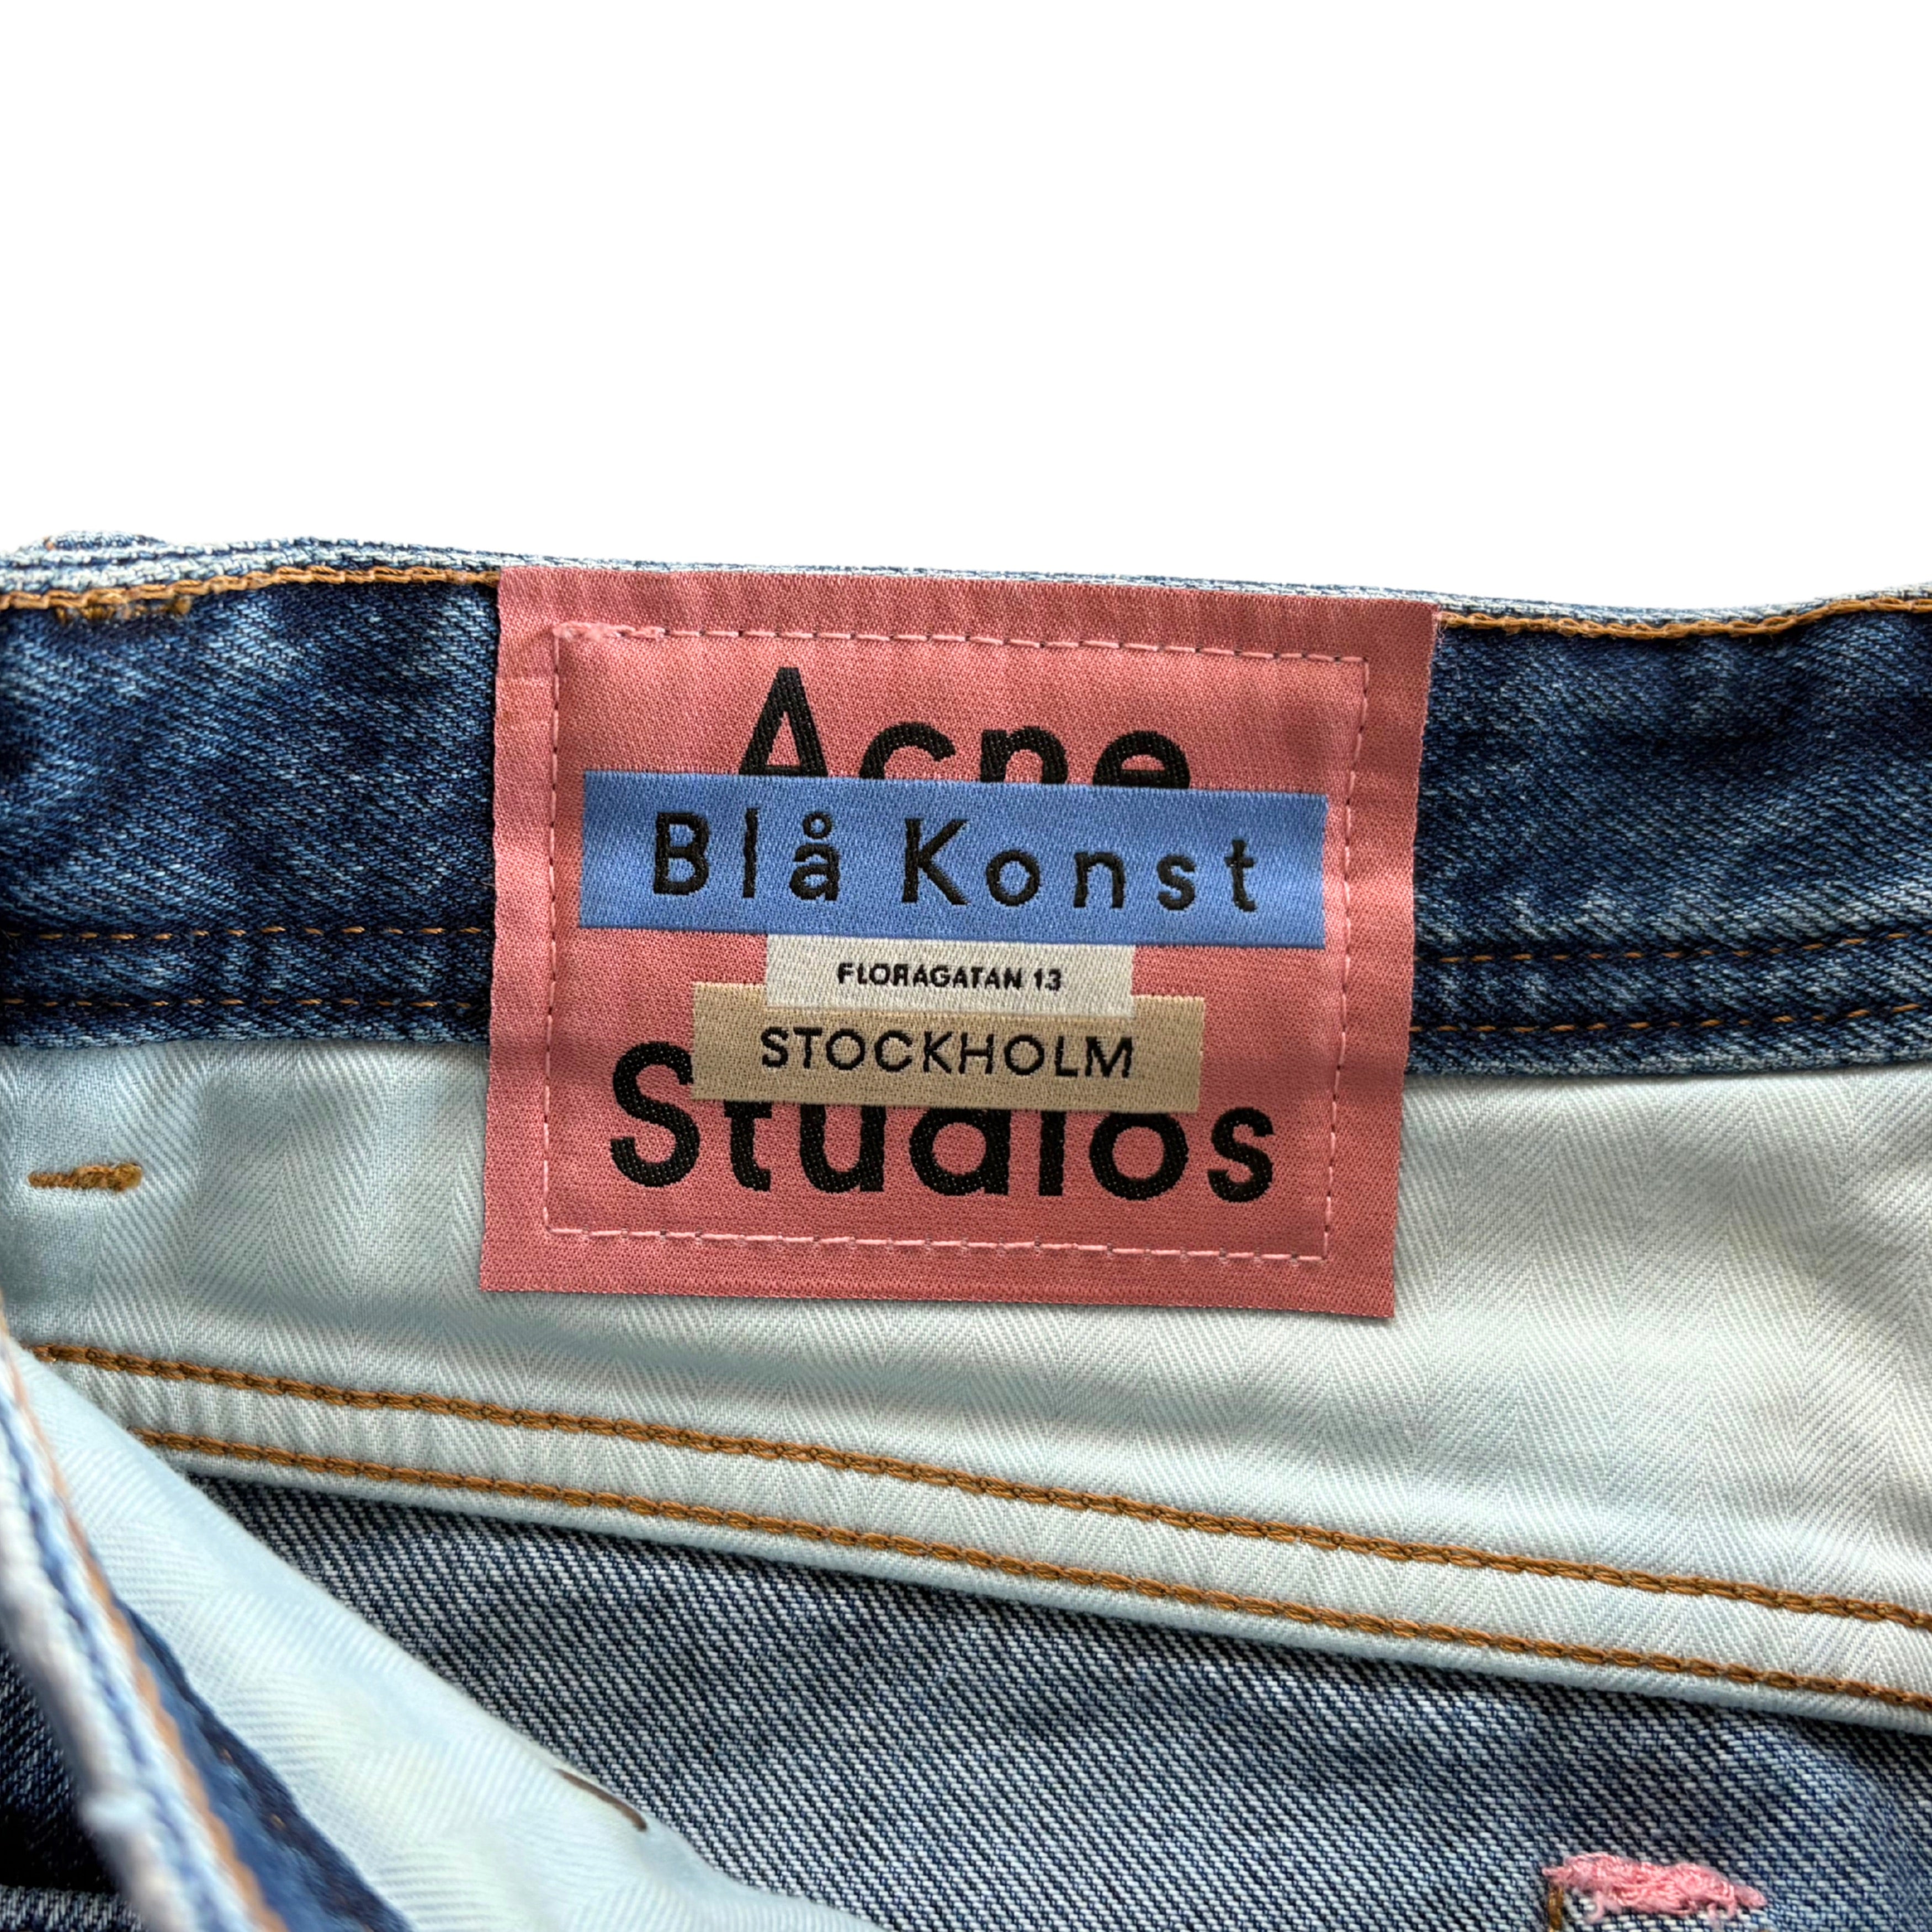 Acne
Blå Konst
FLORAGATAN 13
STOCKHOLM
Studios